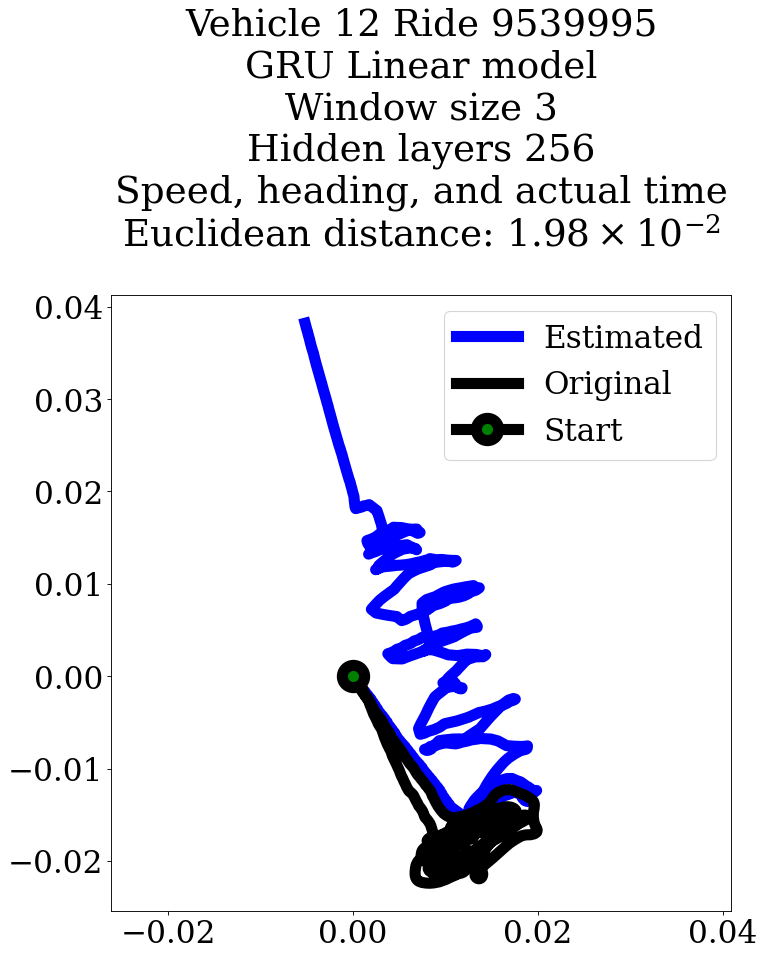 Vehicle 12 Ride 9539995
GRU Linear model
Window size 3
Hidden layers 256
Speed, heading, and actual time
Euclidean distance: 1.98 × 10⁻²
Estimated
Original
Start
0.04
0.03
0.02
0.01
0.00
−0.01
−0.02
−0.02 0.00 0.02 0.04